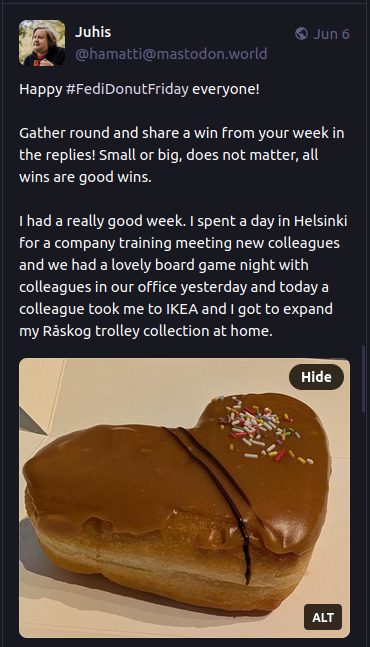 Juhis
Jun 6
@hamatti@mastodon.world
Happy #FediDonutFriday everyone!
Gather round and share a win from your week in
the replies! Small or big, does not matter, all
wins are good wins.
I had a really good week. I spent a day in Helsinki
for a company training meeting new colleagues
and we had a lovely board game night with
colleagues in our office yesterday and today a
colleague took me to IKEA and I got to expand
my Råskog trolley collection at home.
Hide
ALT